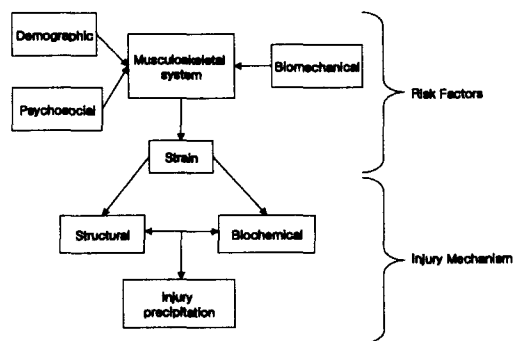 Demographic
Musculoskeletal
system
Biomechanical
Psychosocial
Risk Factors
Strain
Structural
Biochemical
Injury Mechanism
Injury
precipitation